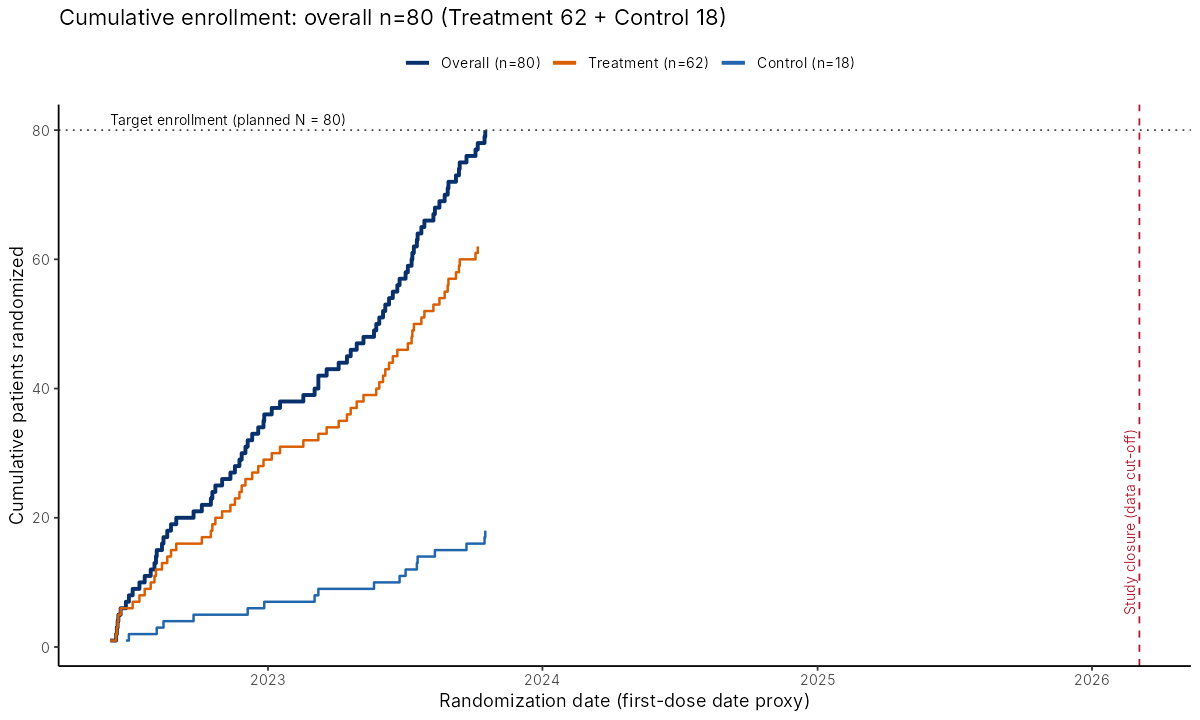 Cumulative enrollment: overall n=80 (Treatment 62 + Control 18)
Overall (n=80)
Treatment (n=62)
Control (n=18)
Target enrollment (planned N = 80)
80
60
40
20
0
Cumulative patients randomized
Study closure (data cut-off)
2023
2024
2025
2026
Randomization date (first-dose date proxy)